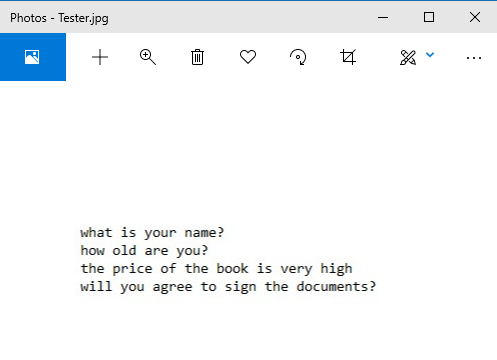 Photos - Tester.jpg
what is your name?
how old are you?
the price of the book is very high
will you agree to sign the documents?